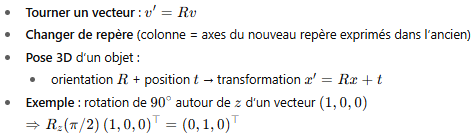 • Tourner un vecteur : v′ = Rv
• Changer de repère (colonne = axes du nouveau repère exprimés dans l'ancien)
• Pose 3D d'un objet :
• orientation R + position t → transformation x′ = Rx + t
• Exemple : rotation de 90° autour de z d'un vecteur (1, 0, 0)
⇒ R_z(π/2) (1, 0, 0)^⊤ = (0, 1, 0)^⊤